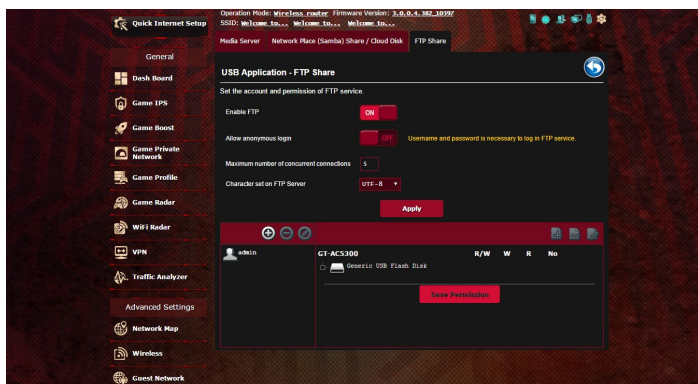 Quick Internet Setup
Operation Mode: Wireless router Firmware Version: 3.0.0.4.382_10397
SSID: Welcome to... Welcome to... Welcome to...
Media Server Network Place (Samba) Share / Cloud Disk FTP Share
General
Dash Board
Game IPS
Game Boost
Game Private
Network
Game Profile
Game Radar
WiFi Radar
VPN
Traffic Analyzer
Advanced Settings
Network Map
Wireless
Guest Network
USB Application - FTP Share
Set the account and permission of FTP service.
Enable FTP ON
Allow anonymous login OFF Username and password is necessary to log in FTP service.
Maximum number of concurrent connections 5
Character set on FTP Server UTF-8
Apply
admin
GT-AC5300 R/W W R No
Generic USB Flash Disk
Save Permission